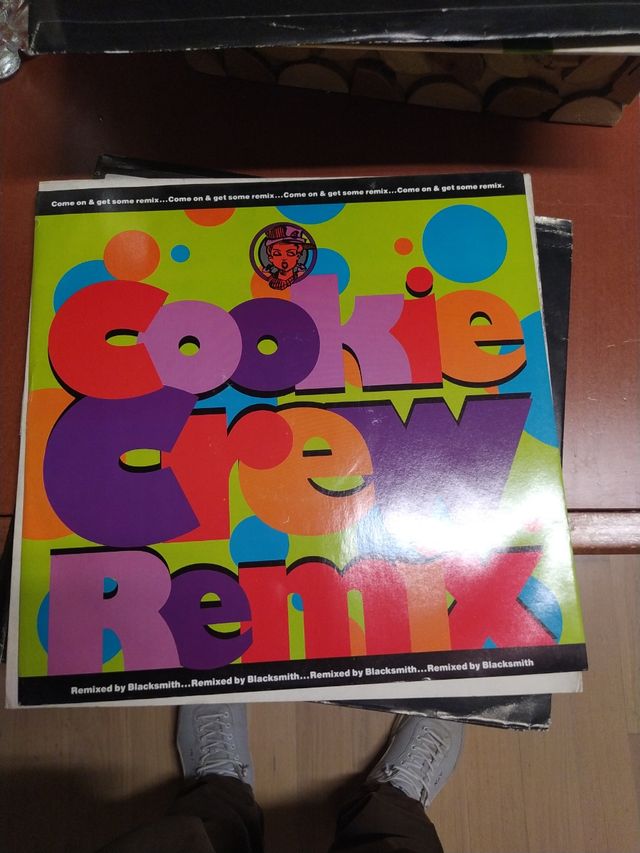 Come on & get some remix...Come on & get some remix...Come on & get some remix...Come on & get some remix.
Cookie
Crew
Remix
Remixed by Blacksmith...Remixed by Blacksmith...Remixed by Blacksmith...Remixed by Blacksmith